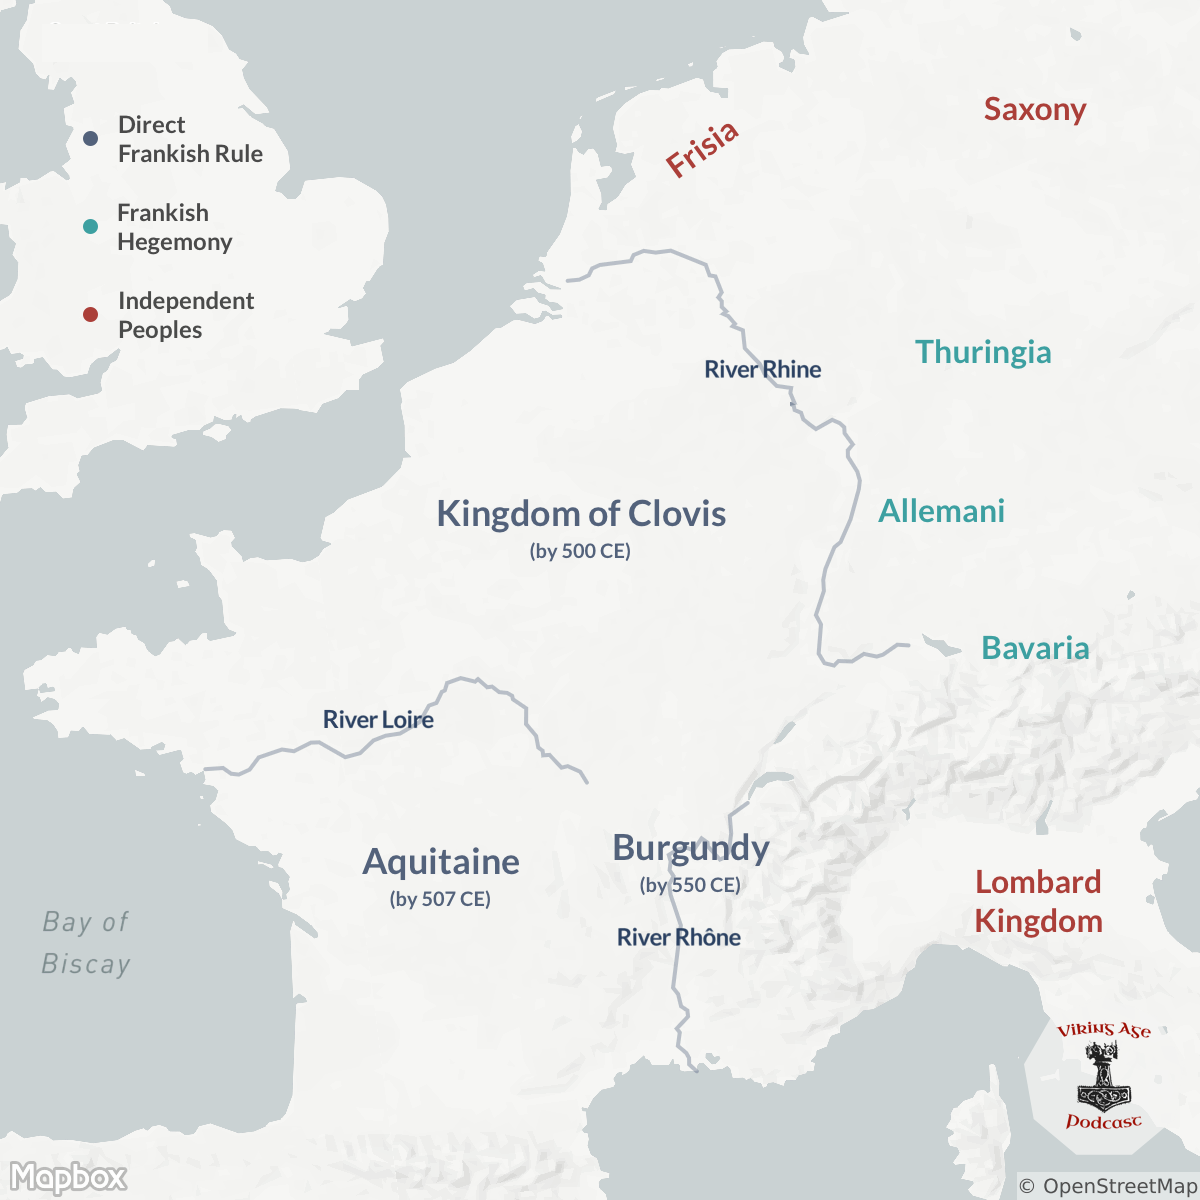 Direct
Frankish Rule
Frankish
Hegemony
Independent
Peoples
Frisia
Saxony
River Rhine
Thuringia
Kingdom of Clovis
(by 500 CE)
Allemani
Bavaria
River Loire
Aquitaine
(by 507 CE)
Burgundy
(by 550 CE)
River Rhône
Lombard
Kingdom
Bay of
Biscay
Viking Age
Podcast
Mapbox
© OpenStreetMap